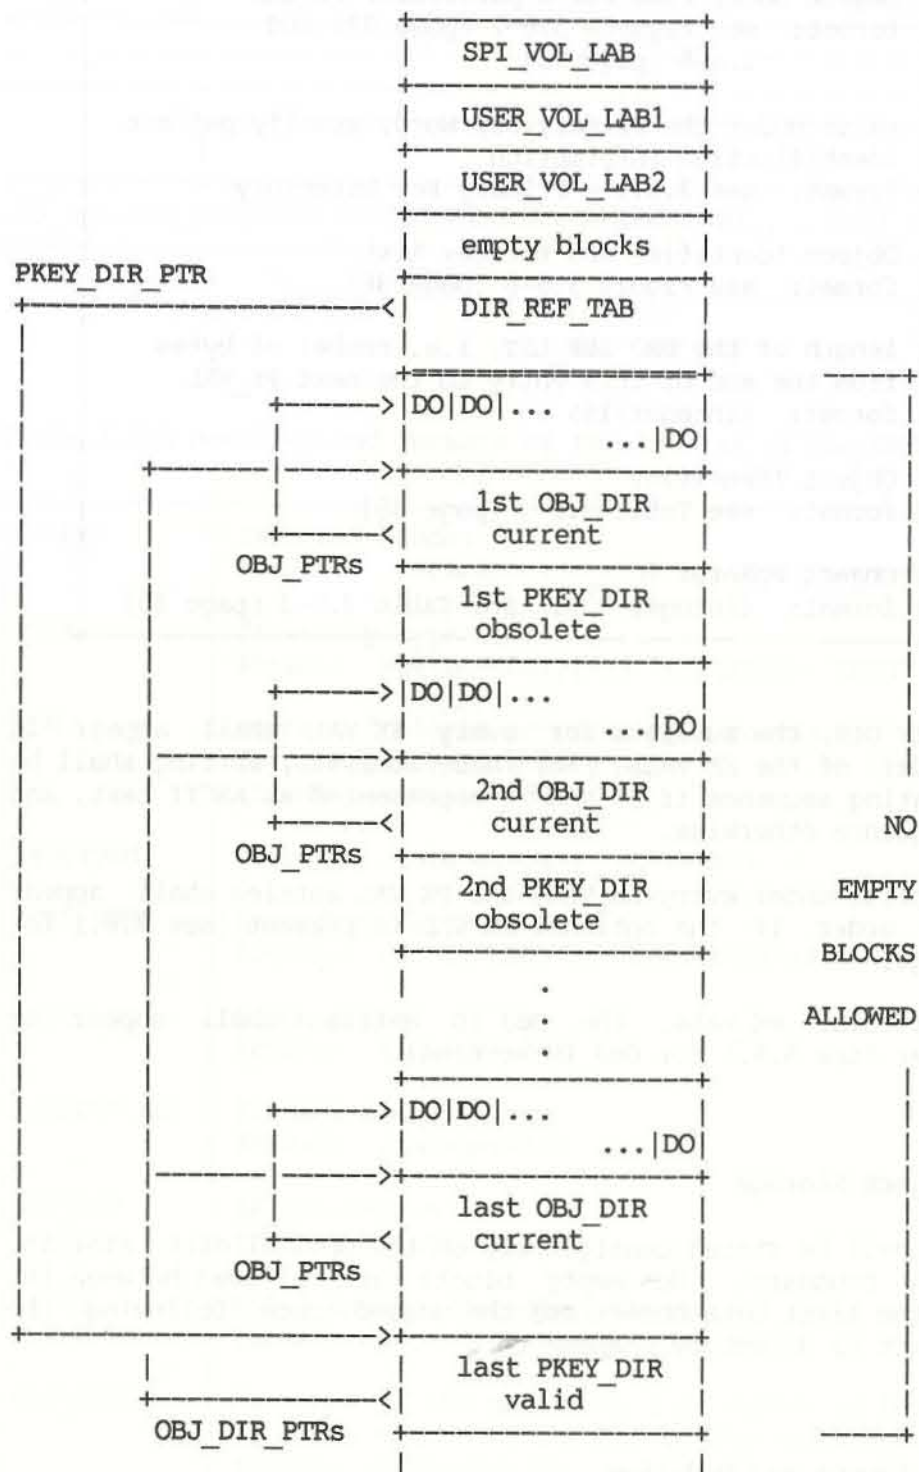 SPI_VOL_LAB
USER_VOL_LAB1
USER_VOL_LAB2
empty blocks
PKEY_DIR_PTR
DIR_REF_TAB
DO|DO|...
...|DO
1st OBJ_DIR
current
OBJ_PTRs
1st PKEY_DIR
obsolete
DO|DO|...
...|DO
2nd OBJ_DIR
current
NO
OBJ_PTRs
2nd PKEY_DIR
EMPTY
obsolete
BLOCKS
ALLOWED
DO|DO|...
...|DO
last OBJ_DIR
current
OBJ_PTRs
last PKEY_DIR
valid
OBJ_DIR_PTRs